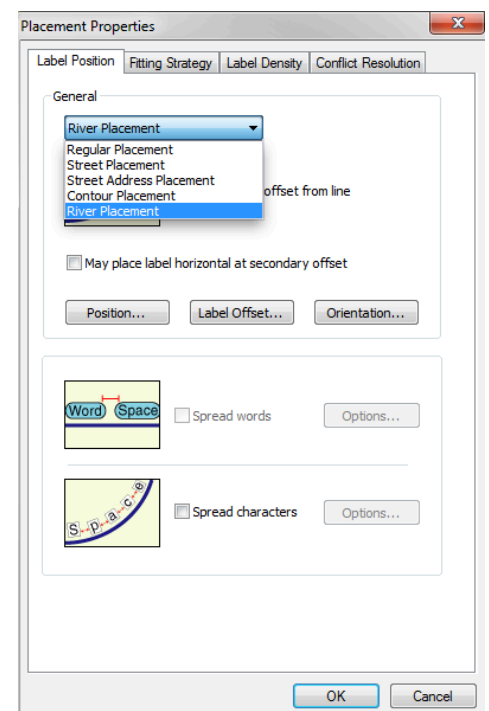 Placement Properties
Label Position Fitting Strategy Label Density Conflict Resolution
General
River Placement
Regular Placement
Street Placement
Street Address Placement
Contour Placement
River Placement
offset from line
May place label horizontal at secondary offset
Position... Label Offset... Orientation...
Word Space
Spread words Options...
S p a c e
Spread characters Options...
OK Cancel